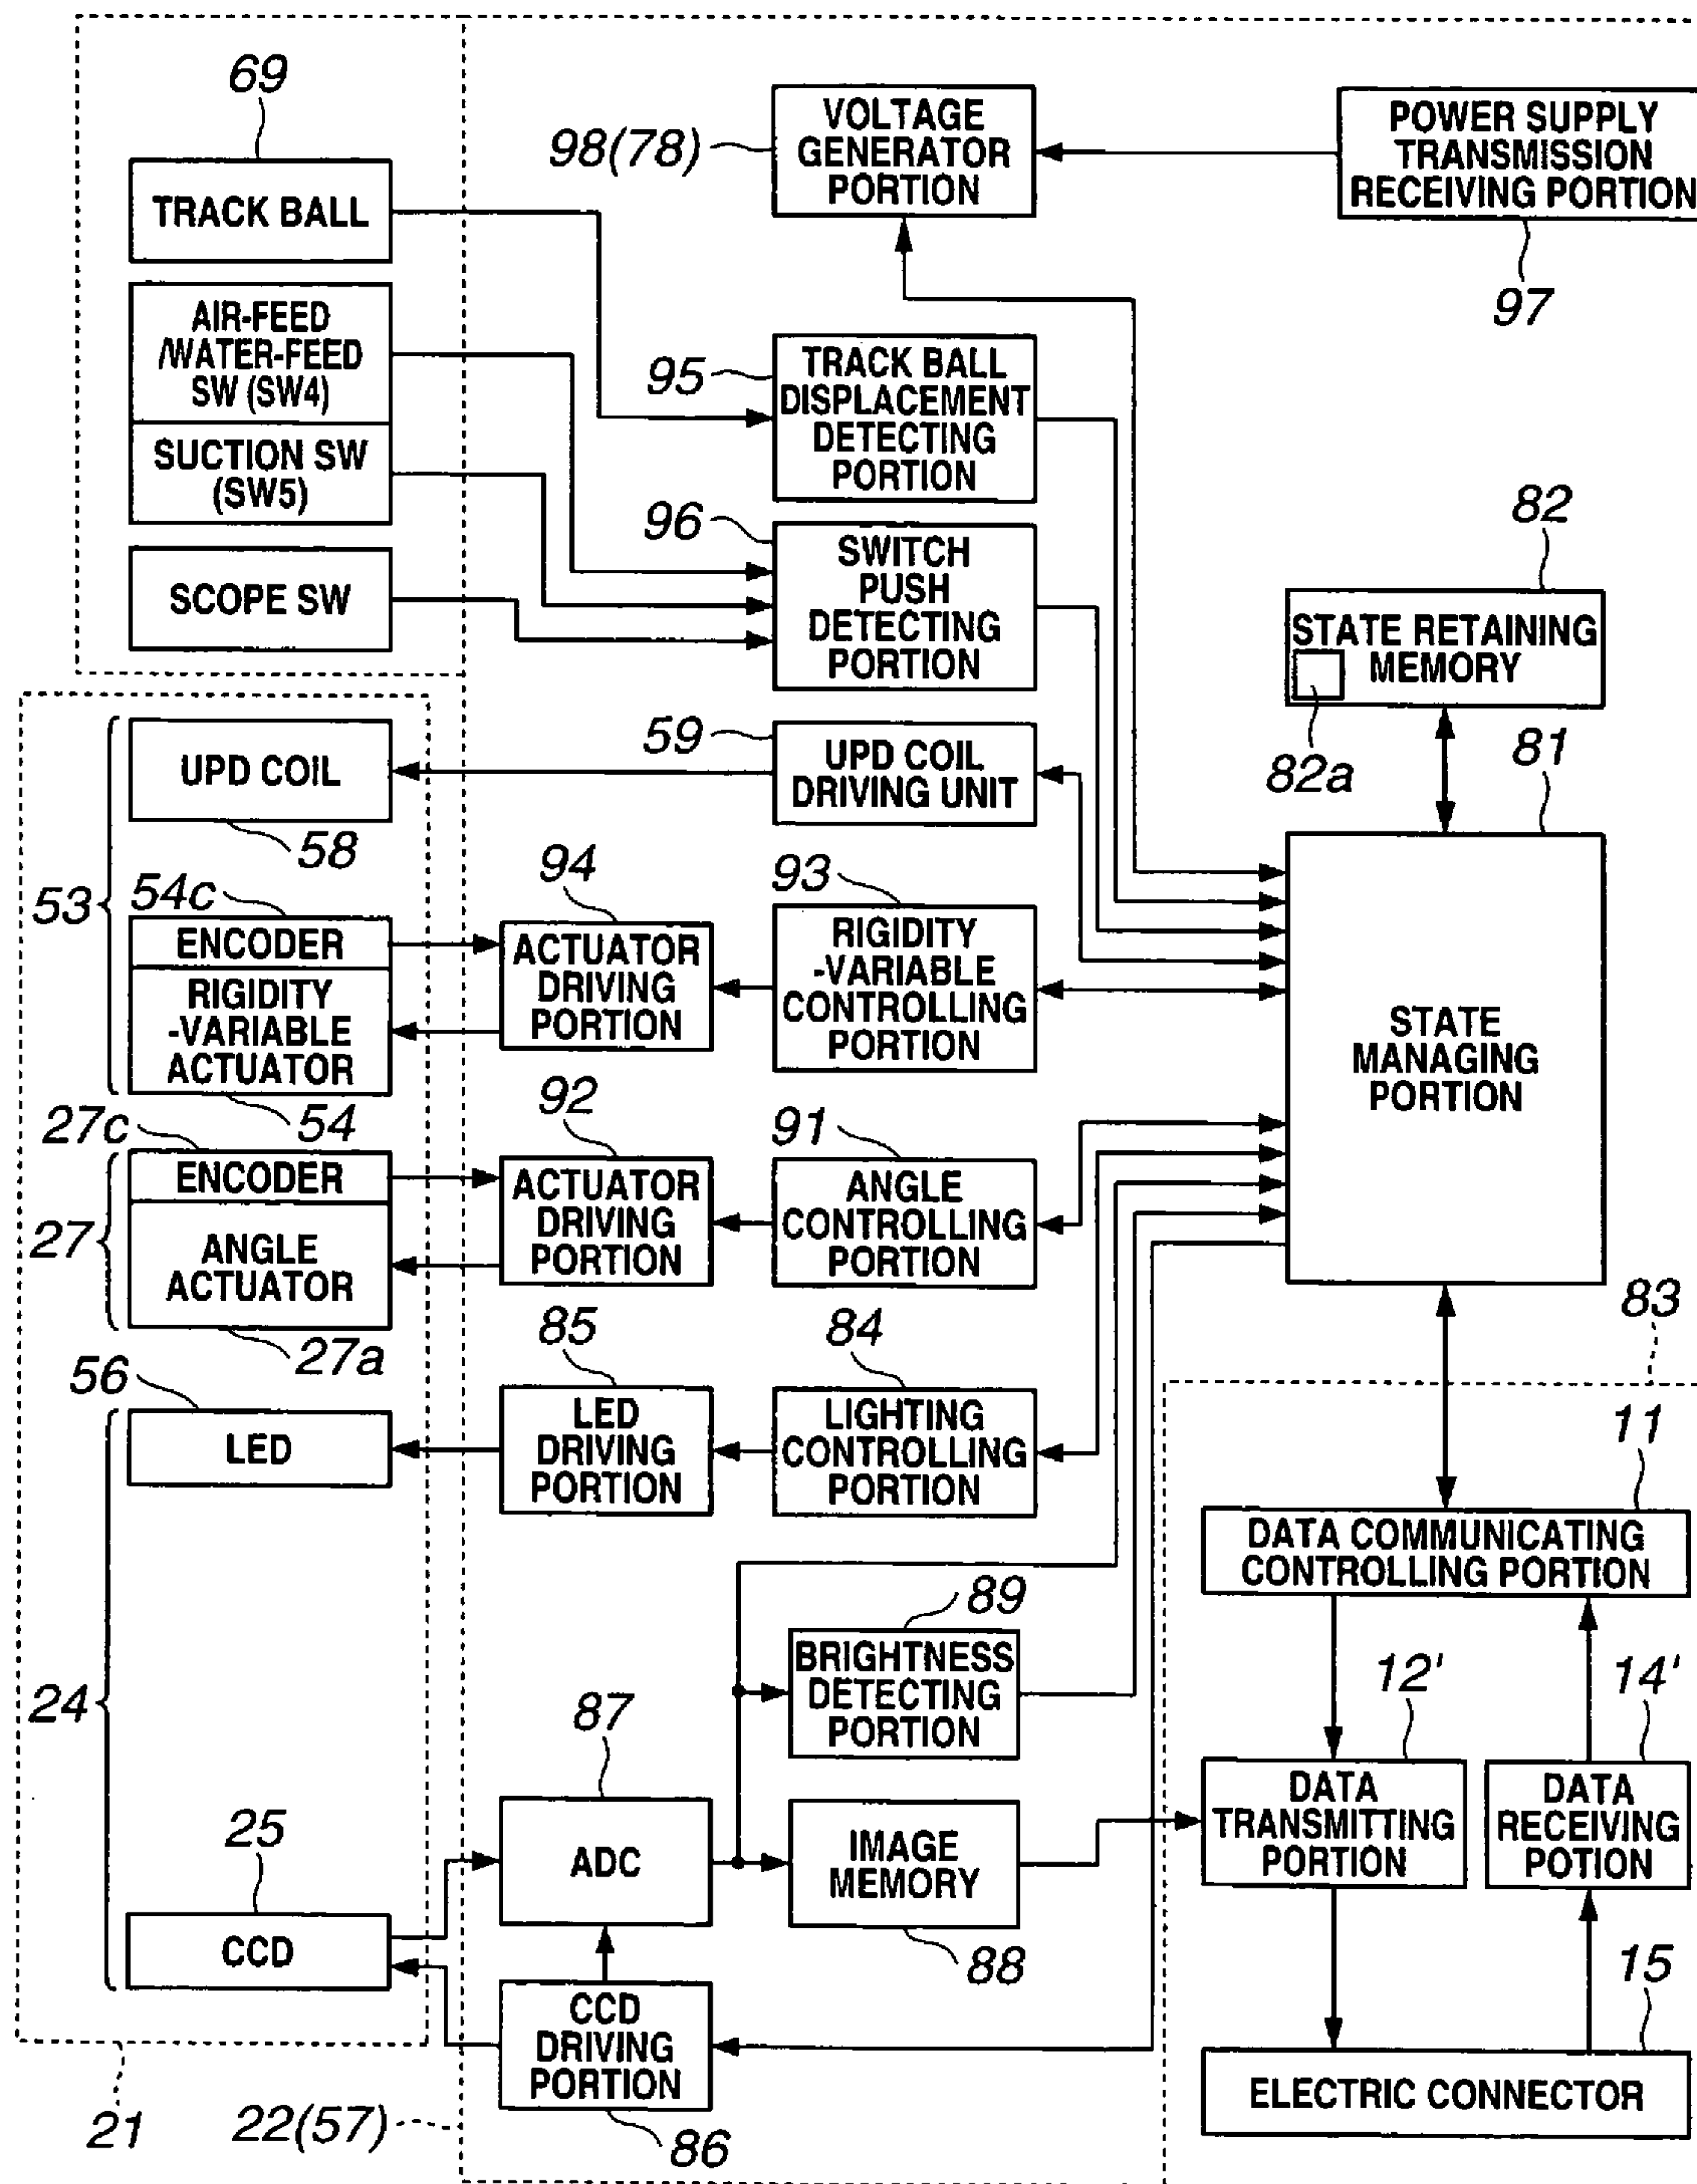 69
TRACK BALL
AIR-FEED
/WATER-FEED
SW (SW4)
SUCTION SW
(SW5)
SCOPE SW
98(78)
VOLTAGE
GENERATOR
PORTION
POWER SUPPLY
TRANSMISSION
RECEIVING PORTION
97
95
TRACK BALL
DISPLACEMENT
DETECTING
PORTION
96
SWITCH
PUSH
DETECTING
PORTION
82
STATE RETAINING
MEMORY
82a
81
STATE
MANAGING
PORTION
53
UPD COIL
58
59
UPD COIL
DRIVING UNIT
54c
ENCODER
RIGIDITY
-VARIABLE
ACTUATOR
54
94
ACTUATOR
DRIVING
PORTION
93
RIGIDITY
-VARIABLE
CONTROLLING
PORTION
27c
27
ENCODER
ANGLE
ACTUATOR
27a
92
ACTUATOR
DRIVING
PORTION
91
ANGLE
CONTROLLING
PORTION
56
LED
85
LED
DRIVING
PORTION
84
LIGHTING
CONTROLLING
PORTION
83
11
DATA COMMUNICATING
CONTROLLING PORTION
24
89
BRIGHTNESS
DETECTING
PORTION
87
ADC
IMAGE
MEMORY
88
12'
DATA
TRANSMITTING
PORTION
14'
DATA
RECEIVING
POTION
25
CCD
CCD
DRIVING
PORTION
86
15
ELECTRIC CONNECTOR
21
22(57)